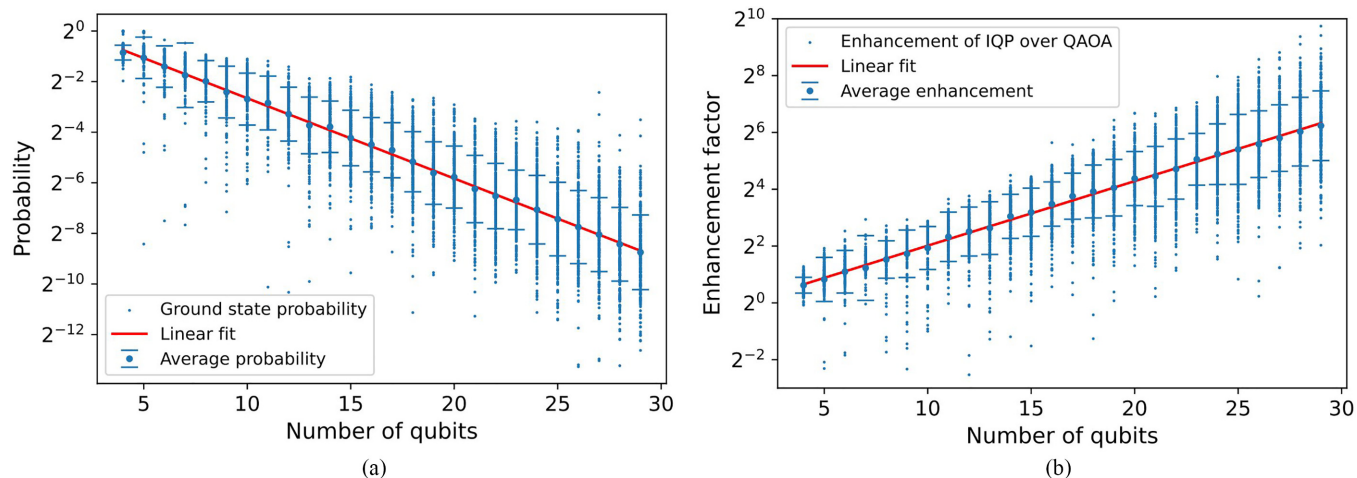 2^0
2^−2
2^−4
2^−6
2^−8
2^−10
2^−12
Probability
Ground state probability
Linear fit
Average probability
5 10 15 20 25 30
Number of qubits
(a)
2^10
2^8
2^6
2^4
2^2
2^0
2^−2
Enhancement factor
Enhancement of IQP over QAOA
Linear fit
Average enhancement
5 10 15 20 25 30
Number of qubits
(b)